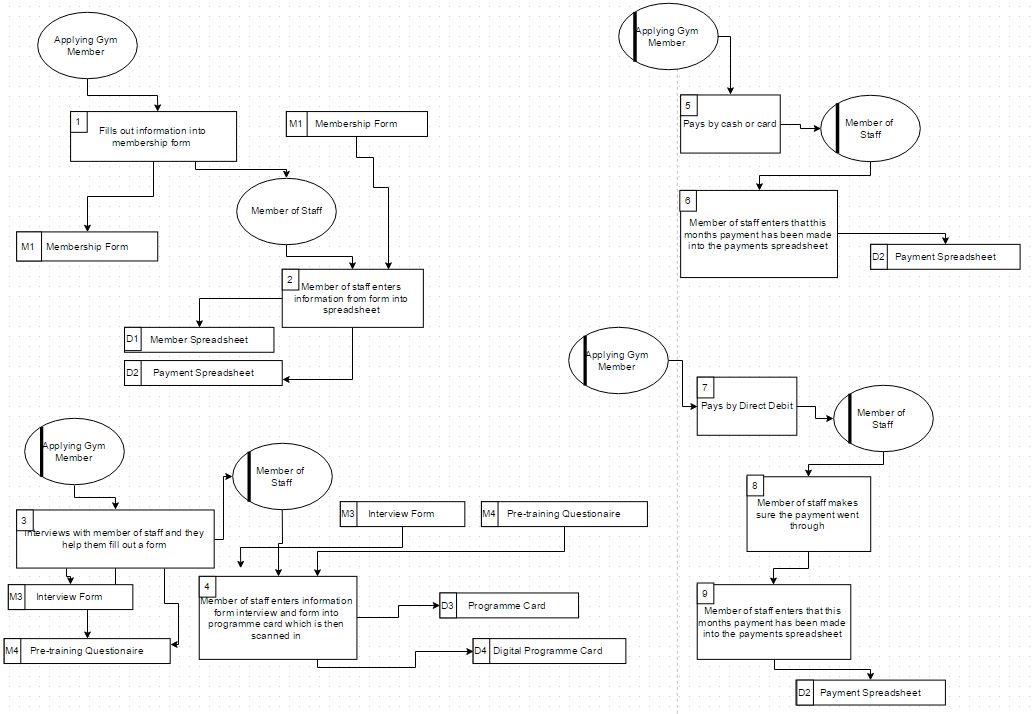 Applying Gym
Member
1
Fills out information into
membership form
M1 Membership Form
M1 Membership Form
Member of Staff
2
Member of staff enters
information from form into
spreadsheet
D1 Member Spreadsheet
D2 Payment Spreadsheet
Applying Gym
Member
3
Interviews with member of staff and they
help them fill out a form
Member of
Staff
M3 Interview Form
M4 Pre-training Questionaire
M3 Interview Form
M4 Pre-training Questionaire
4
Member of staff enters information
form interview and form into
programme card which is then
scanned in
D3 Programme Card
D4 Digital Programme Card
Applying Gym
Member
5
Pays by cash or card
Member of
Staff
6
Member of staff enters that this
months payment has been made
into the payments spreadsheet
D2 Payment Spreadsheet
Applying Gym
Member
7
Pays by Direct Debit
Member of
Staff
8
Member of staff makes
sure the payment went
through
9
Member of staff enters that this
months payment has been made
into the payments spreadsheet
D2 Payment Spreadsheet